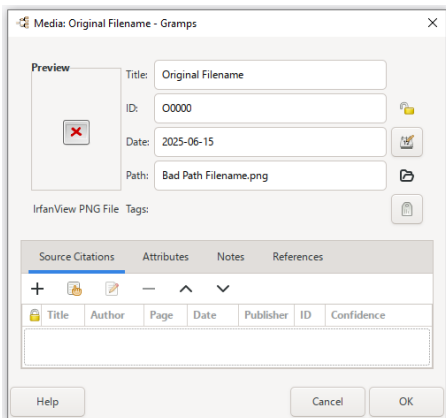 Media: Original Filename - Gramps
Preview
Title: Original Filename
ID: O0000
Date: 2025-06-15
Path: Bad Path Filename.png
IrfanView PNG File Tags:
Source Citations Attributes Notes References
Title Author Page Date Publisher ID Confidence
Help Cancel OK